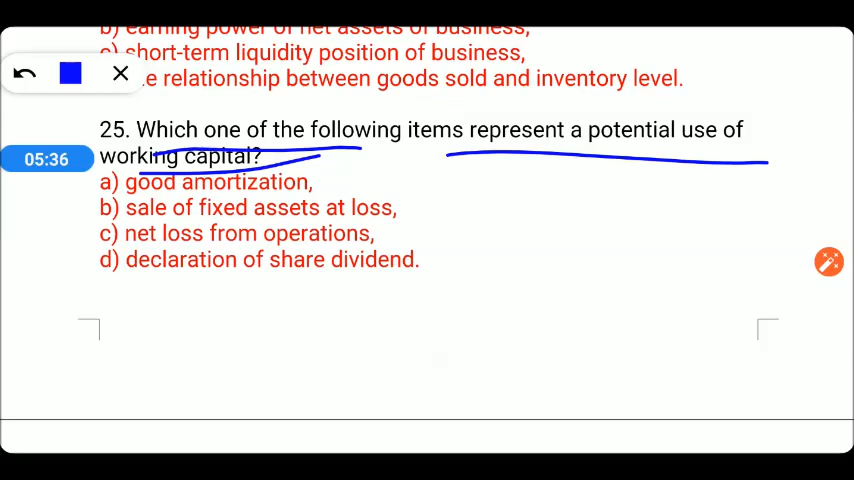 b) earning power of net assets of business,
c) short-term liquidity position of business,
relationship between goods sold and inventory level.
25. Which one of the following items represent a potential use of
working capital?
05:36
a) good amortization,
b) sale of fixed assets at loss,
c) net loss from operations,
d) declaration of share dividend.